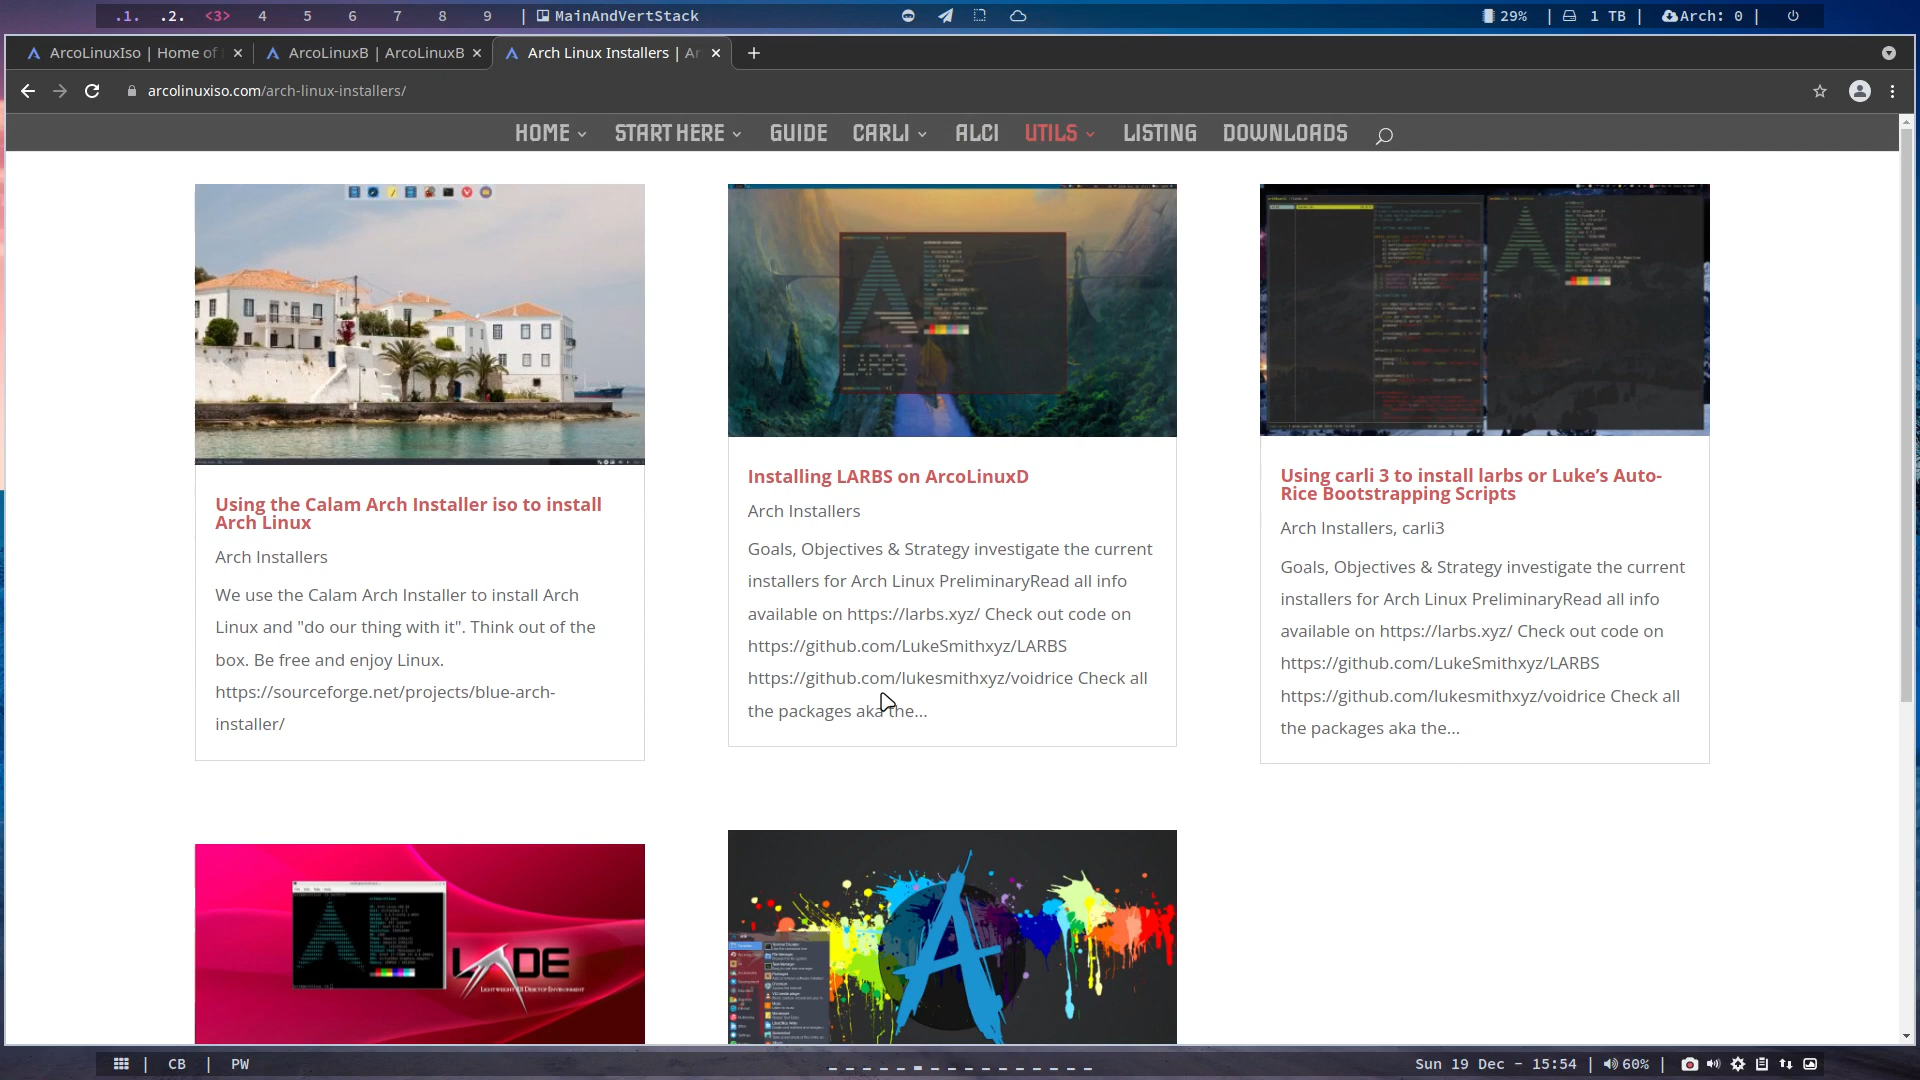 .1. .2. <3> 4 5 6 7 8 9 | MainAndVertStack
29% | 1 TB | Arch: 0 |
ArcoLinuxIso | Home of
ArcoLinuxB | ArcoLinuxB
Arch Linux Installers | Ar
arcolinuxiso.com/arch-linux-installers/
HOME START HERE GUIDE CARLI ALCI UTILS LISTING DOWNLOADS
Using the Calam Arch Installer iso to install
Arch Linux
Arch Installers
We use the Calam Arch Installer to install Arch
Linux and "do our thing with it". Think out of the
box. Be free and enjoy Linux.
https://sourceforge.net/projects/blue-arch-
installer/
Installing LARBS on ArcoLinuxD
Arch Installers
Goals, Objectives & Strategy investigate the current
installers for Arch Linux PreliminaryRead all info
available on https://larbs.xyz/ Check out code on
https://github.com/LukeSmithxyz/LARBS
https://github.com/lukesmithxyz/voidrice Check all
the packages aka the...
Using carli 3 to install larbs or Luke’s Auto-
Rice Bootstrapping Scripts
Arch Installers, carli3
Goals, Objectives & Strategy investigate the current
installers for Arch Linux PreliminaryRead all info
available on https://larbs.xyz/ Check out code on
https://github.com/LukeSmithxyz/LARBS
https://github.com/lukesmithxyz/voidrice Check all
the packages aka the...
LXDE
| CB | PW
Sun 19 Dec - 15:54 | 60% |